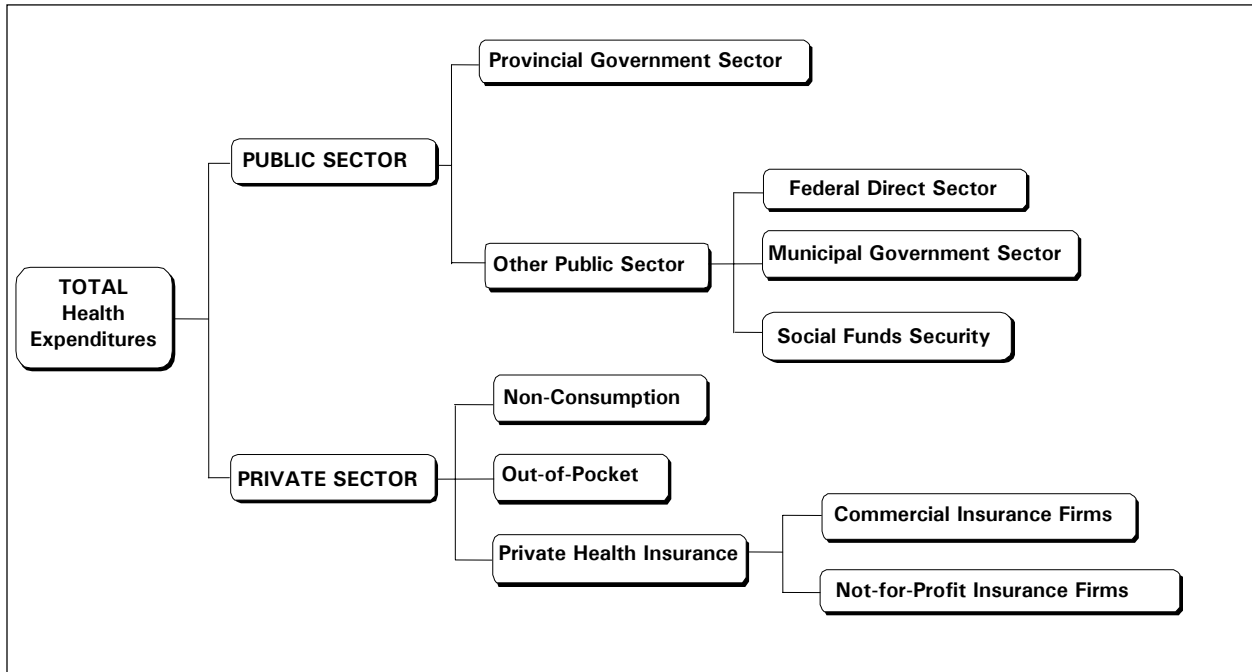 Provincial Government Sector
PUBLIC SECTOR
Federal Direct Sector
Municipal Government Sector
Other Public Sector
Social Funds Security
TOTAL
Health
Expenditures
Non-Consumption
Out-of-Pocket
PRIVATE SECTOR
Commercial Insurance Firms
Private Health Insurance
Not-for-Profit Insurance Firms